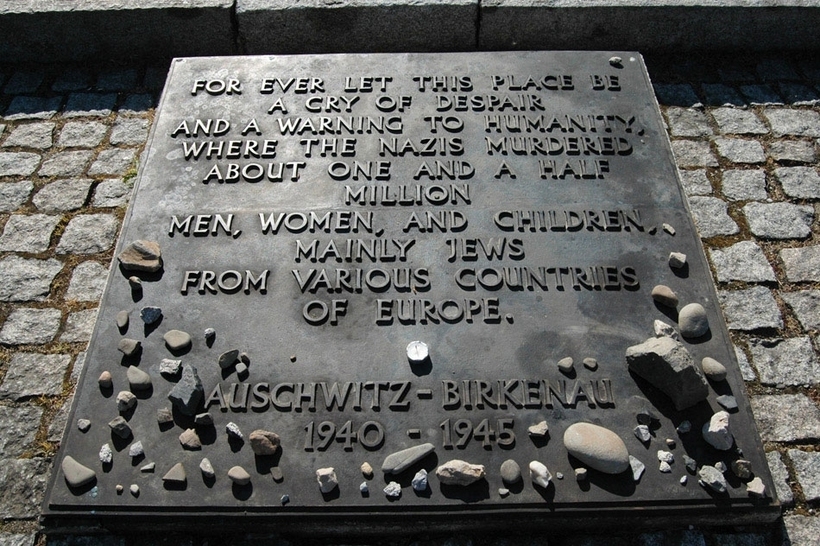 FOR EVER LET THIS PLACE BE
A CRY OF DESPAIR
AND A WARNING TO HUMANITY,
WHERE THE NAZIS MURDERED
ABOUT ONE AND A HALF
MILLION
MEN, WOMEN, AND CHILDREN,
MAINLY JEWS
FROM VARIOUS COUNTRIES
OF EUROPE.
AUSCHWITZ - BIRKENAU
1940 - 1945